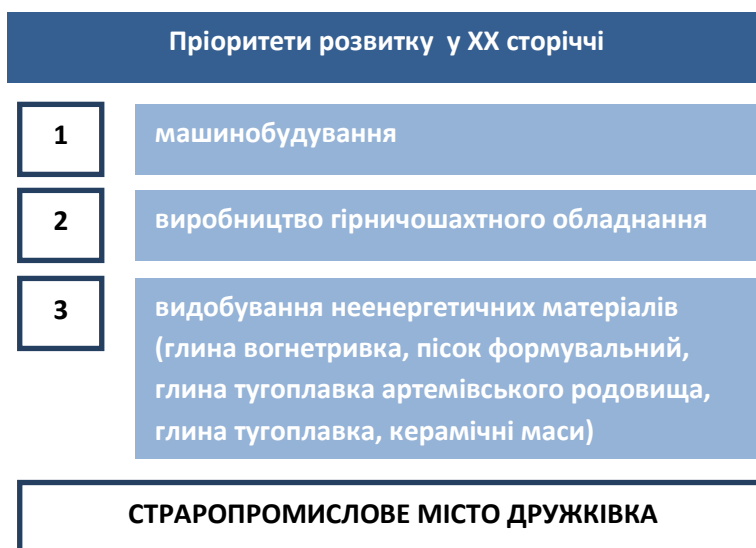 Пріоритети розвитку у ХХ сторіччі
1
машинобудування
2
виробництво гірничошахтного обладнання
3
видобування неенергетичних матеріалів
(глина вогнетривка, пісок формувальний,
глина тугоплавка артемівського родовища,
глина тугоплавка, керамічні маси)
СТРАРОПРОМИСЛОВЕ МІСТО ДРУЖКІВКА